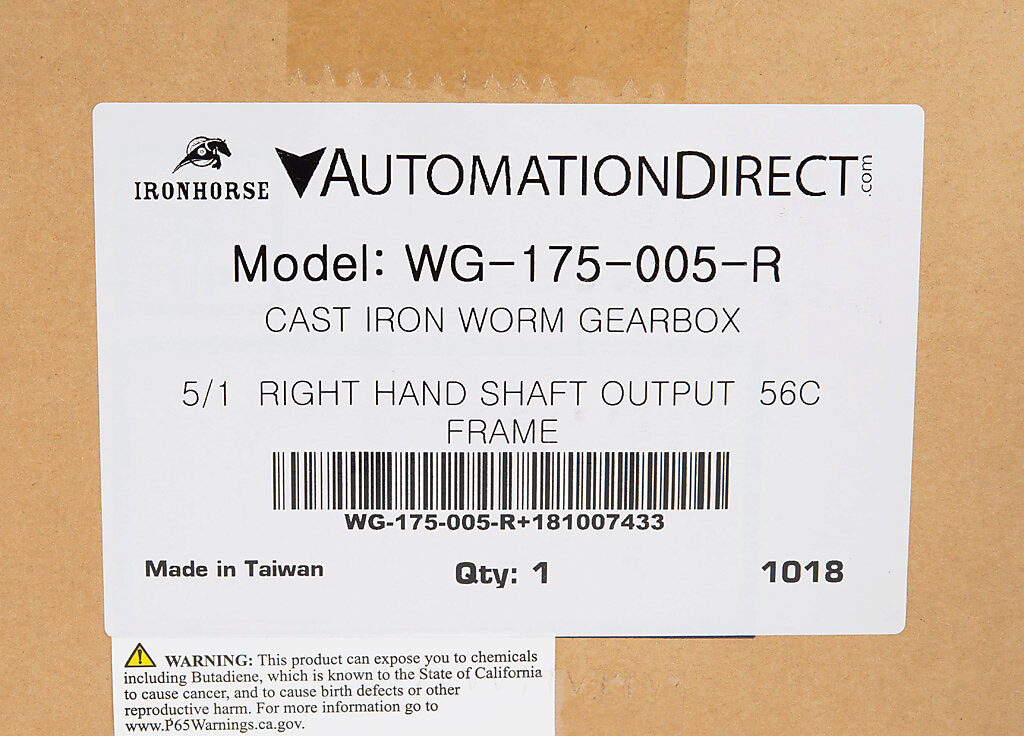 IRONHORSE AUTOMATIONDIRECT.com
Model: WG-175-005-R
CAST IRON WORM GEARBOX
5/1 RIGHT HAND SHAFT OUTPUT 56C
FRAME
WG-175-005-R+181007433
Made in Taiwan Qty: 1 1018
WARNING: This product can expose you to chemicals
including Butadiene, which is known to the State of California
to cause cancer, and to cause birth defects or other
reproductive harm. For more information go to
www.P65Warnings.ca.gov.